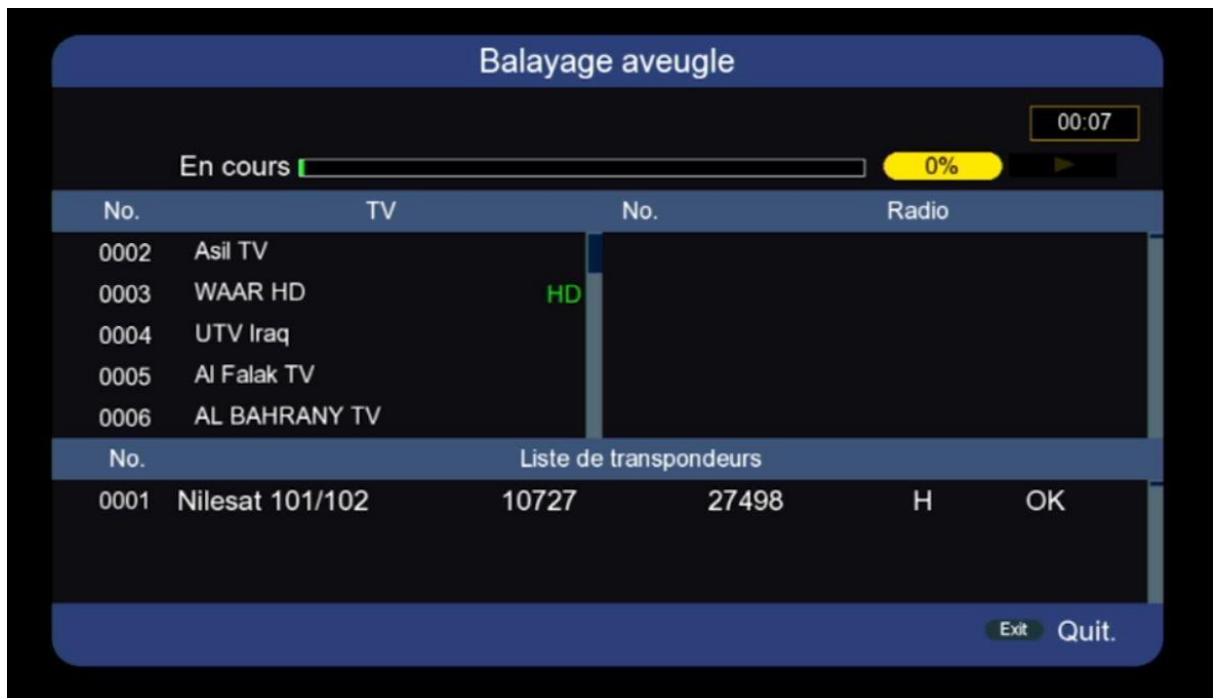 Balayage aveugle
00:07
En cours 0%
No. TV No. Radio
0002 Asil TV
0003 WAAR HD HD
0004 UTV Iraq
0005 Al Falak TV
0006 AL BAHRANY TV
No. Liste de transpondeurs
0001 Nilesat 101/102 10727 27498 H OK
Exit Quit.